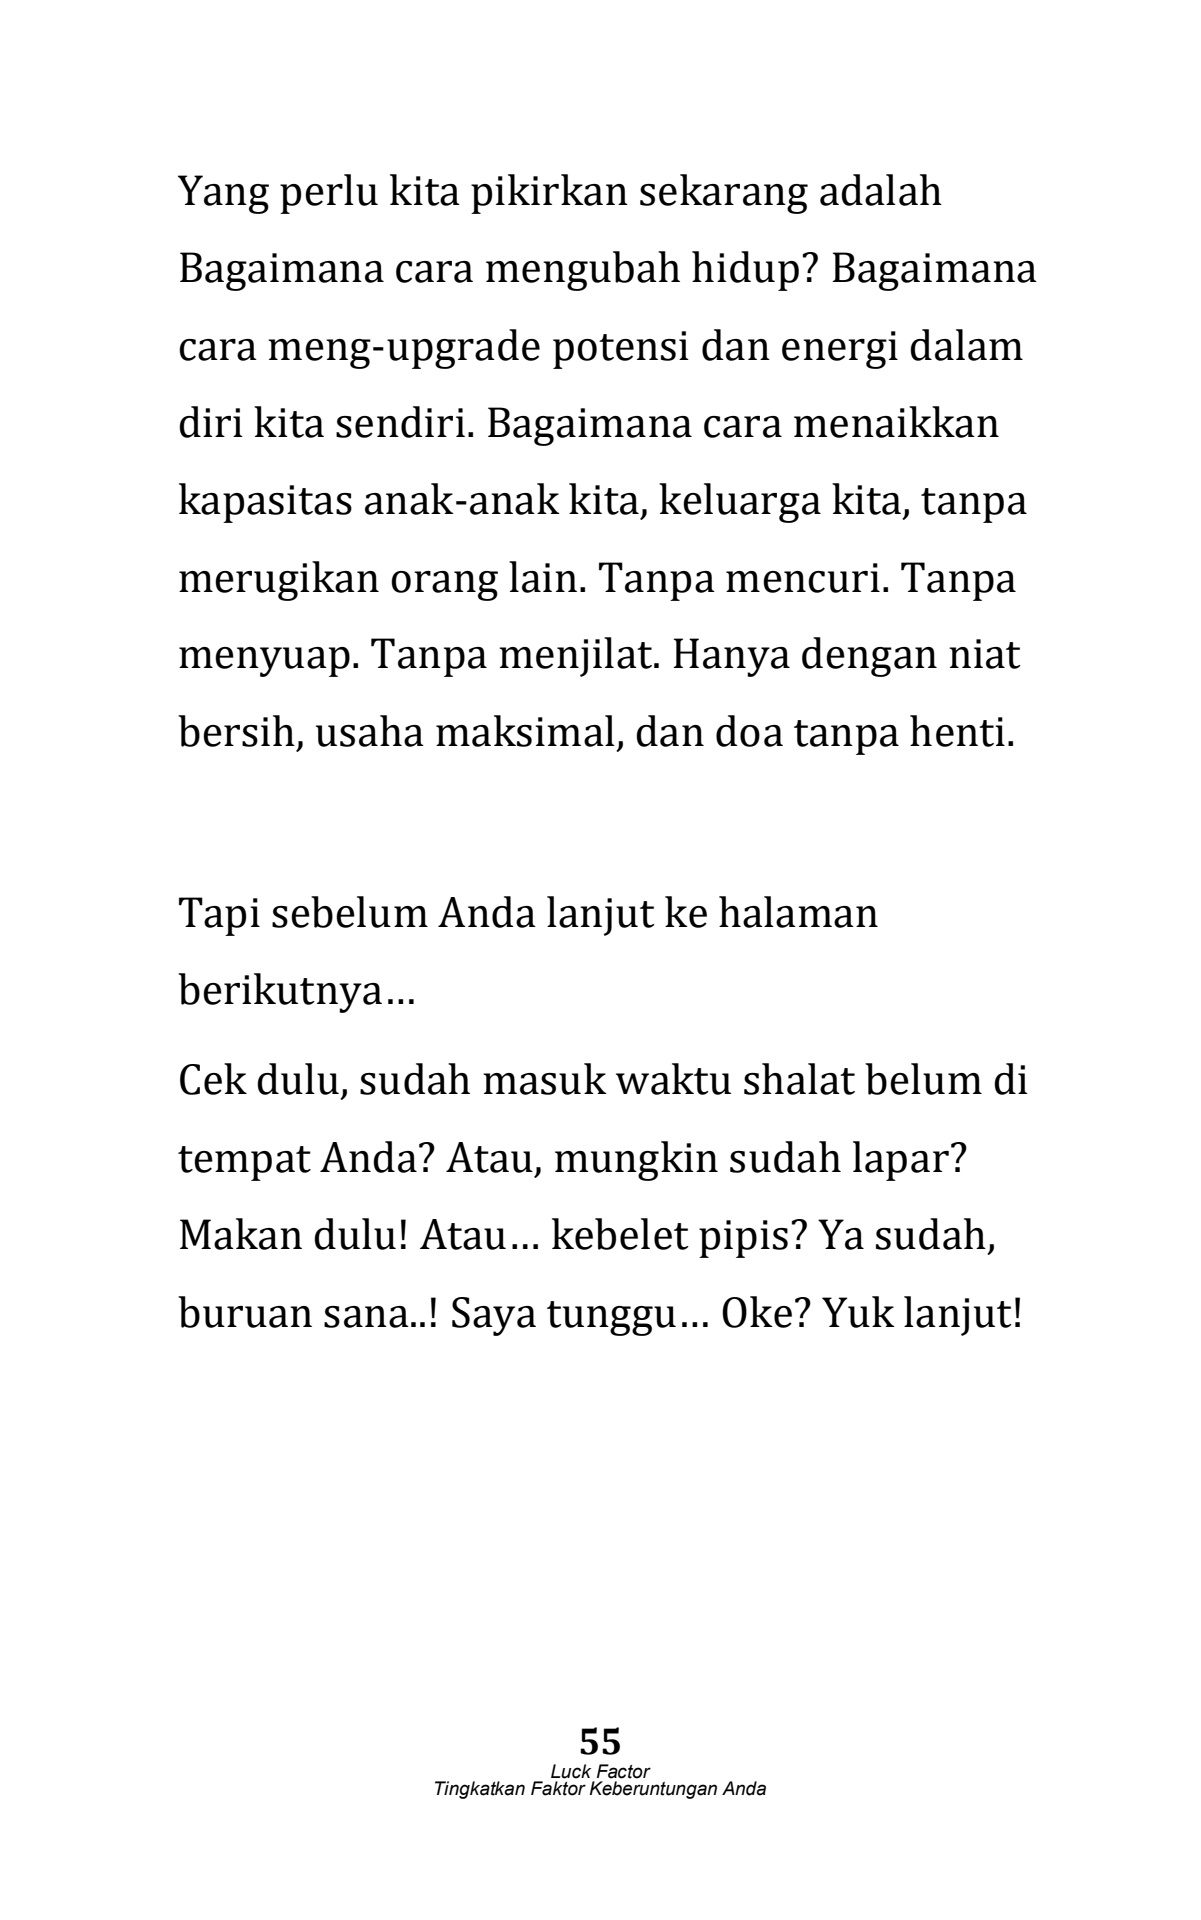 Yang perlu kita pikirkan sekarang adalah
Bagaimana cara mengubah hidup? Bagaimana
cara meng-upgrade potensi dan energi dalam
diri kita sendiri. Bagaimana cara menaikkan
kapasitas anak-anak kita, keluarga kita, tanpa
merugikan orang lain. Tanpa mencuri. Tanpa
menyuap. Tanpa menjilat. Hanya dengan niat
bersih, usaha maksimal, dan doa tanpa henti.
Tapi sebelum Anda lanjut ke halaman
berikutnya…
Cek dulu, sudah masuk waktu shalat belum di
tempat Anda? Atau, mungkin sudah lapar?
Makan dulu! Atau… kebelet pipis? Ya sudah,
buruan sana..! Saya tunggu… Oke? Yuk lanjut!
55
Luck Factor
Tingkatkan Faktor Keberuntungan Anda